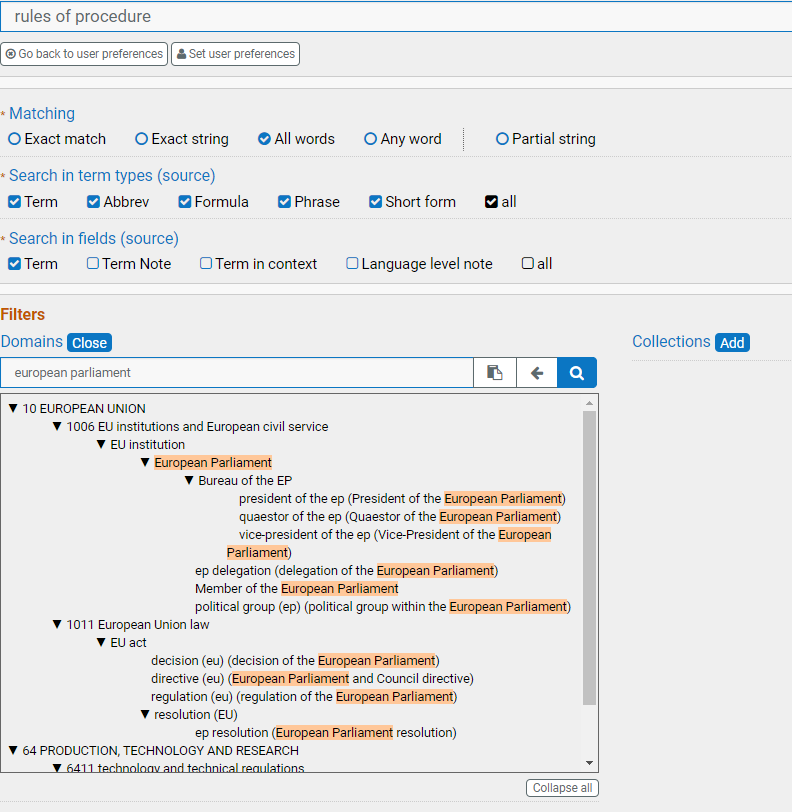 rules of procedure
Go back to user preferences Set user preferences
* Matching
Exact match Exact string All words Any word Partial string
* Search in term types (source)
Term Abbrev Formula Phrase Short form all
* Search in fields (source)
Term Term Note Term in context Language level note all
Filters
Domains Close Collections Add
european parliament
10 EUROPEAN UNION
1006 EU institutions and European civil service
EU institution
European Parliament
Bureau of the EP
president of the ep (President of the European Parliament)
quaestor of the ep (Quaestor of the European Parliament)
vice-president of the ep (Vice-President of the European
Parliament)
ep delegation (delegation of the European Parliament)
Member of the European Parliament
political group (ep) (political group within the European Parliament)
1011 European Union law
EU act
decision (eu) (decision of the European Parliament)
directive (eu) (European Parliament and Council directive)
regulation (eu) (regulation of the European Parliament)
resolution (EU)
ep resolution (European Parliament resolution)
64 PRODUCTION, TECHNOLOGY AND RESEARCH
6411 technology and technical regulations
Collapse all